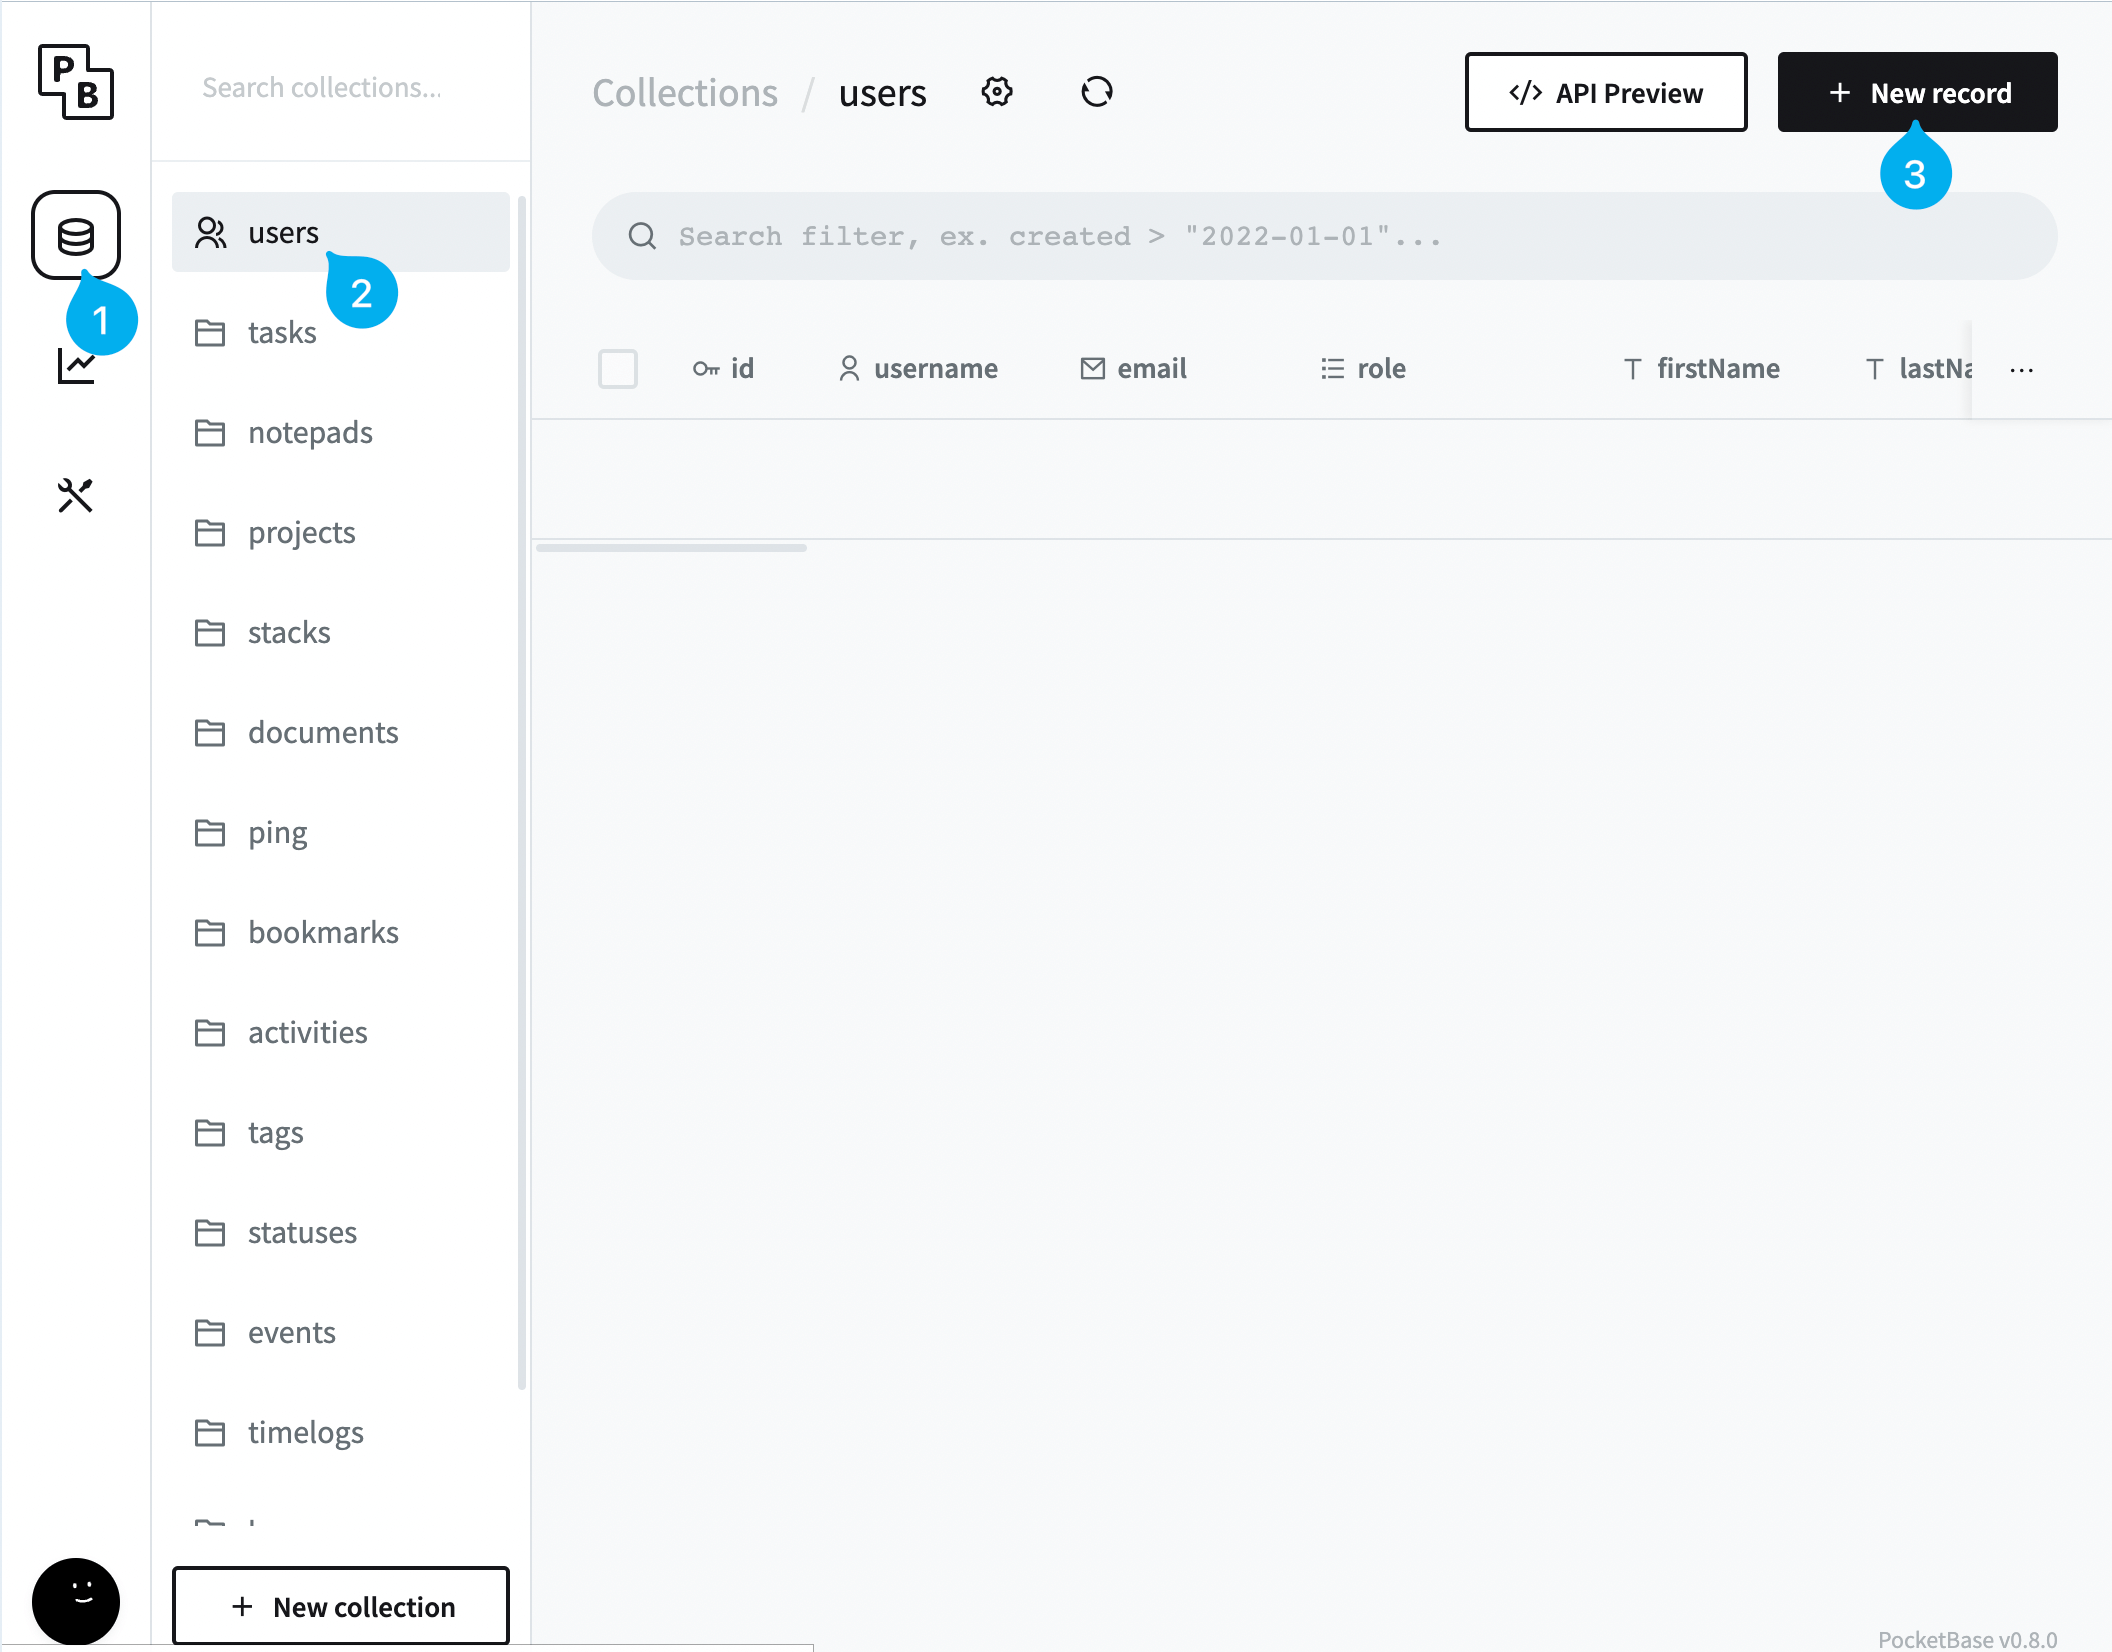 P
B
Search collections...
Collections / users
</> API Preview
+ New record
3
users
Search filter, ex. created > "2022-01-01"...
1
2
tasks
id
username
email
role
firstName
lastNa
...
notepads
projects
stacks
documents
ping
bookmarks
activities
tags
statuses
events
timelogs
+ New collection
PocketBase v0.8.0